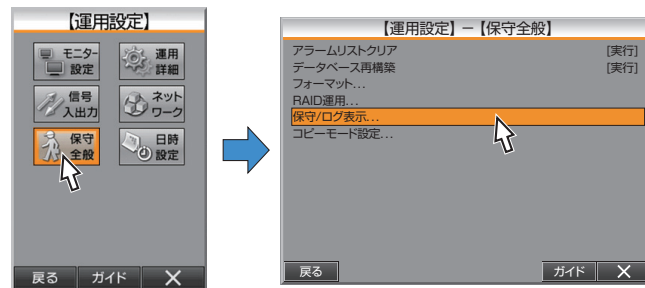 【運用設定】
モニター
設定
運用
詳細
信号
入出力
ネット
ワーク
保守
全般
日時
設定
戻る ガイド ×
【運用設定】－【保守全般】
アラームリストクリア [実行]
データベース再構築 [実行]
フォーマット...
RAID運用...
保守/ログ表示...
コピーモード設定...
戻る ガイド ×